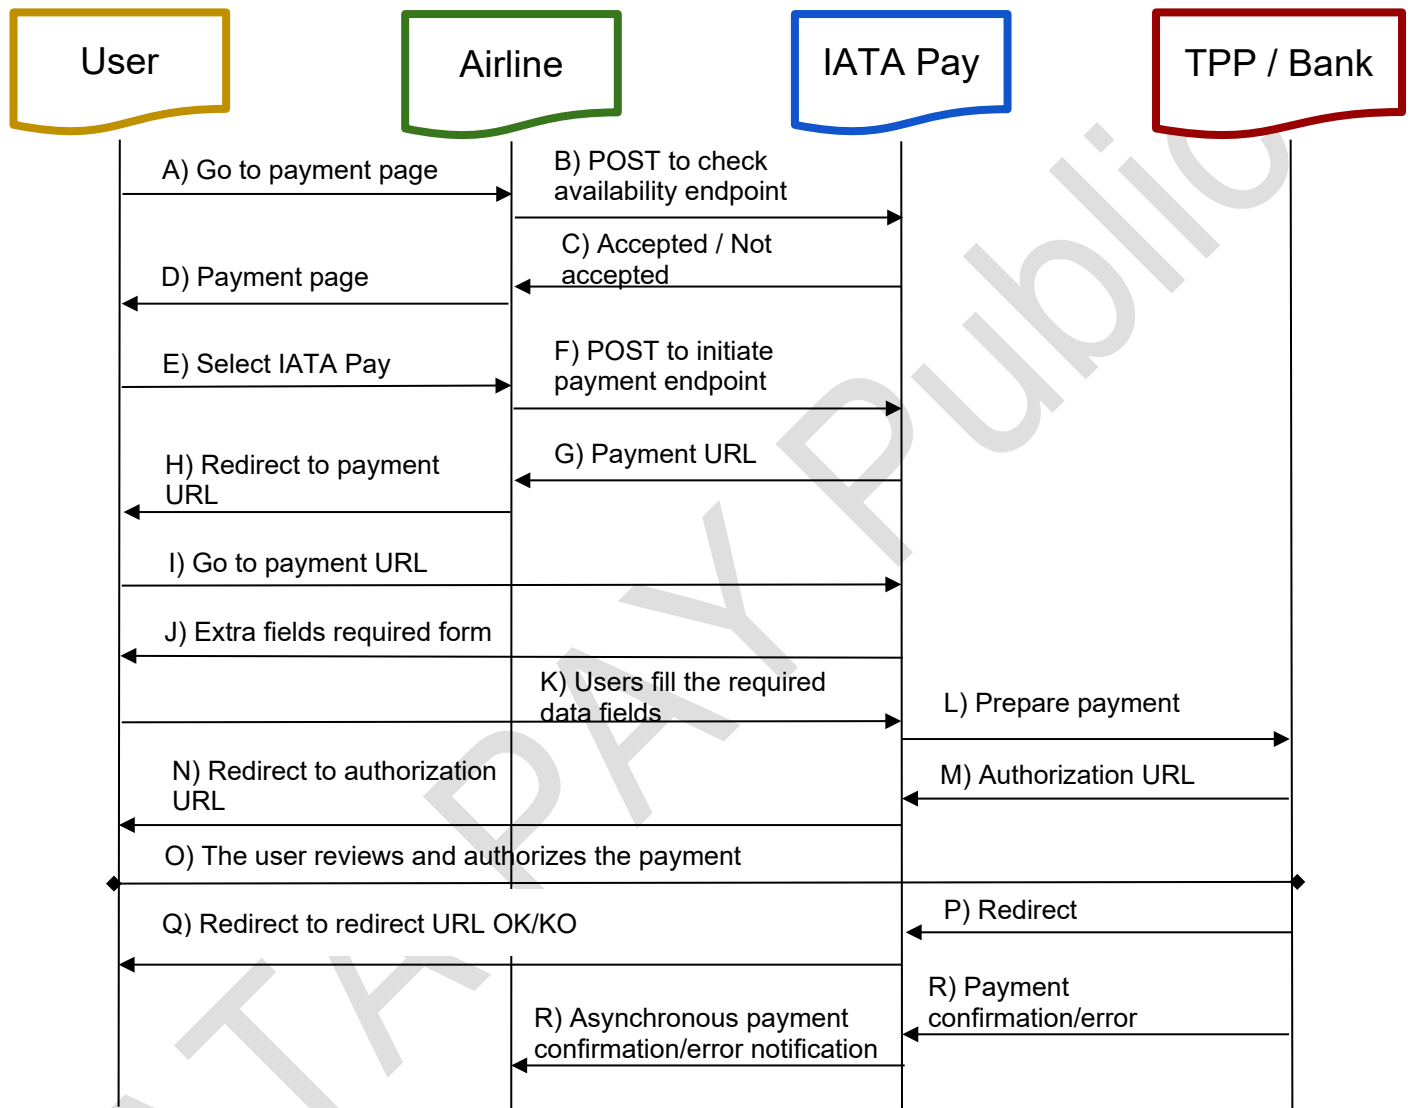 User
Airline
IATA Pay
TPP / Bank
A) Go to payment page
B) POST to check
availability endpoint
C) Accepted / Not
accepted
D) Payment page
E) Select IATA Pay
F) POST to initiate
payment endpoint
G) Payment URL
H) Redirect to payment
URL
I) Go to payment URL
J) Extra fields required form
K) Users fill the required
data fields
L) Prepare payment
M) Authorization URL
N) Redirect to authorization
URL
O) The user reviews and authorizes the payment
P) Redirect
Q) Redirect to redirect URL OK/KO
R) Payment
confirmation/error
R) Asynchronous payment
confirmation/error notification
TA PAY Public